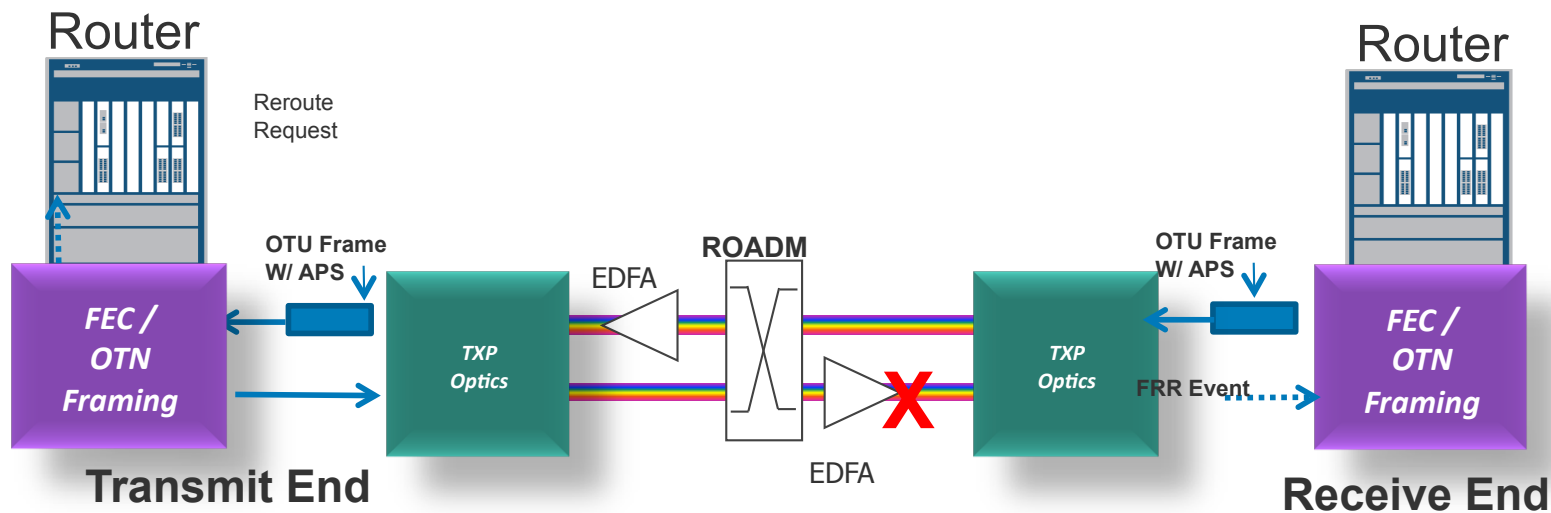 Router
Router
Reroute
Request
OTU Frame
W/ APS
ROADM
OTU Frame
W/ APS
EDFA
FEC /
OTN
Framing
TXP
Optics
TXP
Optics
FRR Event
FEC /
OTN
Framing
X
EDFA
Transmit End
Receive End